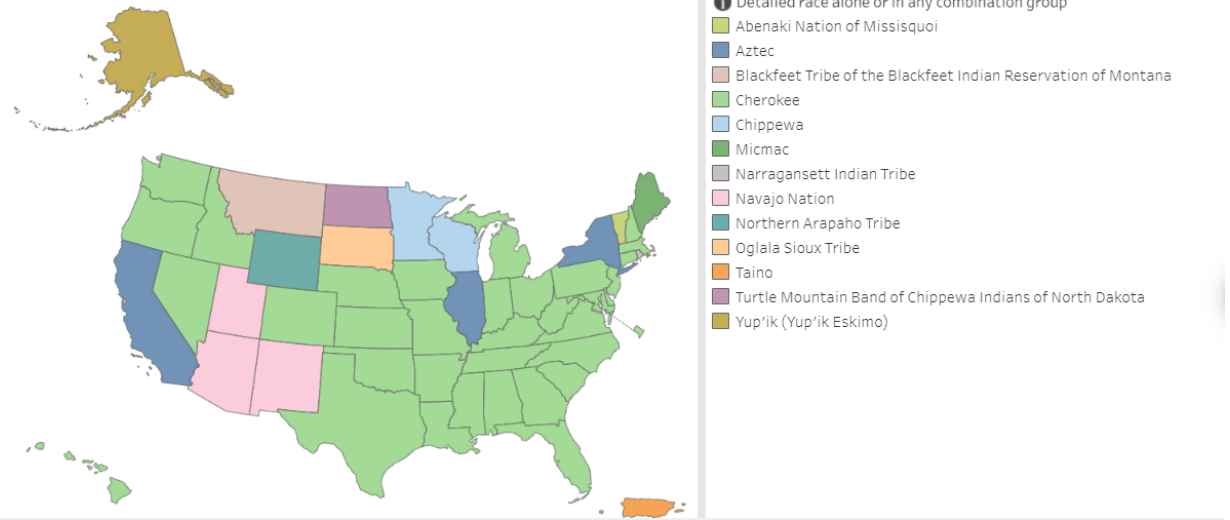 Detailed race alone or in any combination group
Abenaki Nation of Missisquoi
Aztec
Blackfeet Tribe of the Blackfeet Indian Reservation of Montana
Cherokee
Chippewa
Micmac
Narragansett Indian Tribe
Navajo Nation
Northern Arapaho Tribe
Oglala Sioux Tribe
Taino
Turtle Mountain Band of Chippewa Indians of North Dakota
Yup’ik (Yup’ik Eskimo)